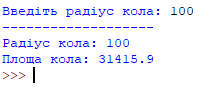 Введіть радіус кола: 100
-------------------
Радіус кола: 100
Площа кола: 31415.9
>>>